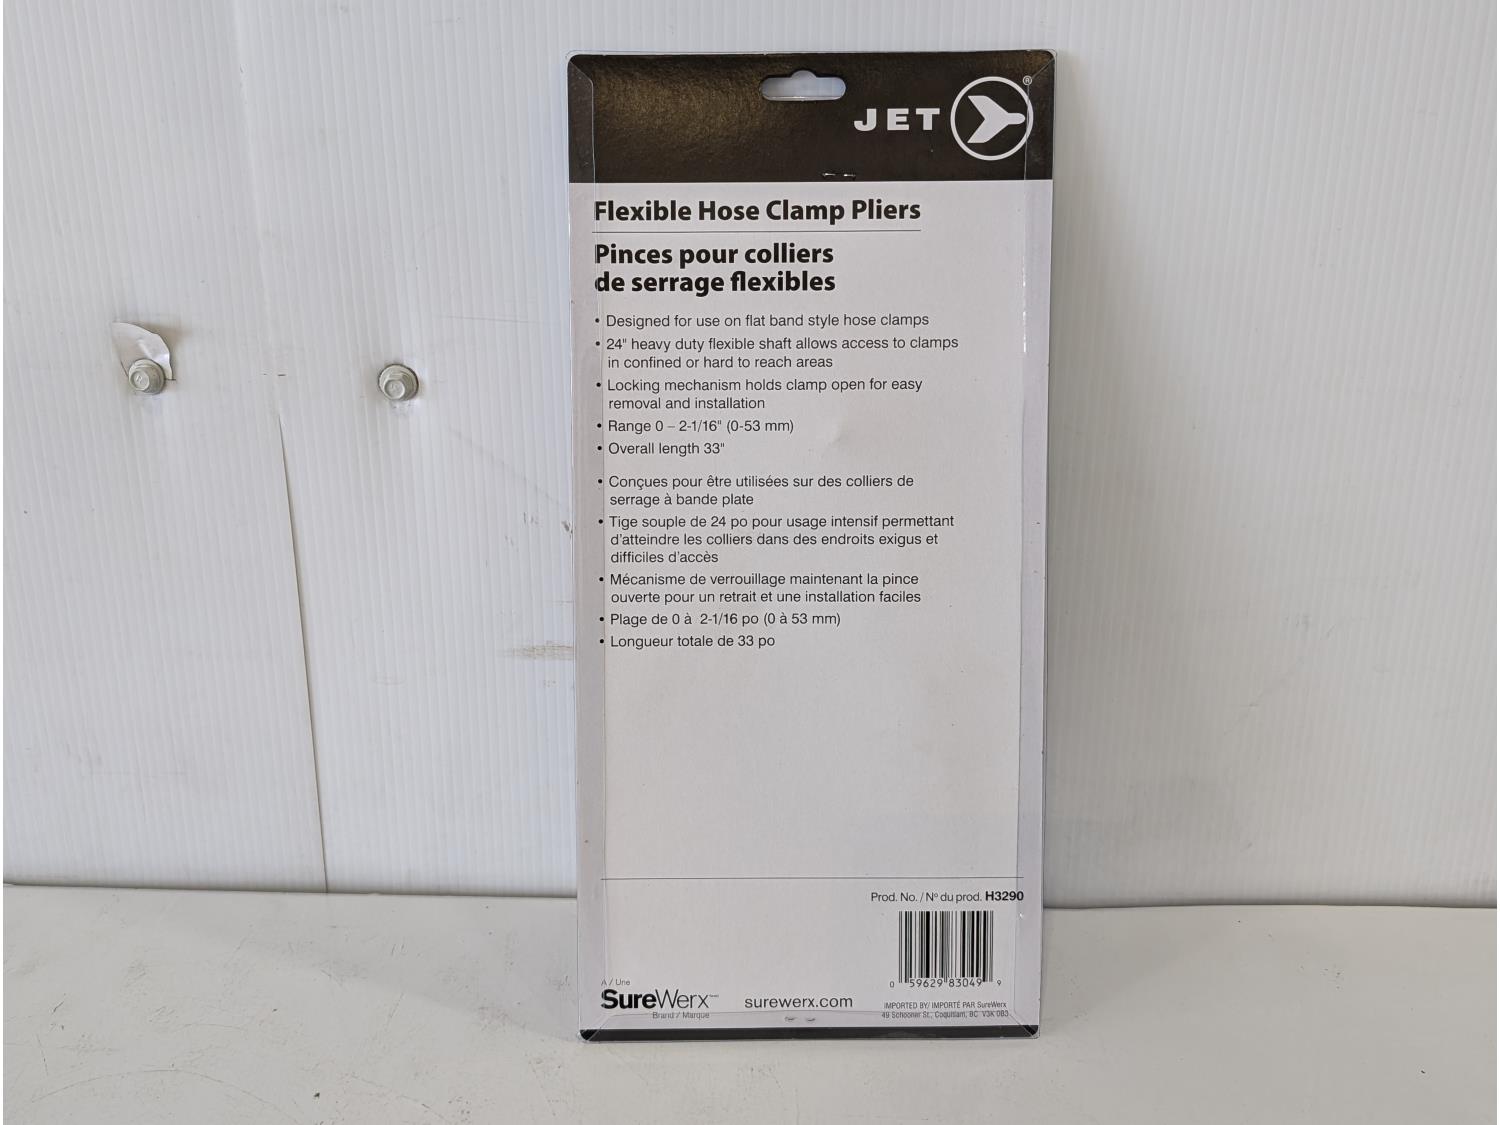 JET ®
Flexible Hose Clamp Pliers
Pinces pour colliers
de serrage flexibles
• Designed for use on flat band style hose clamps
• 24" heavy duty flexible shaft allows access to clamps
in confined or hard to reach areas
• Locking mechanism holds clamp open for easy
removal and installation
• Range 0 – 2-1/16" (0-53 mm)
• Overall length 33"
• Conçues pour être utilisées sur des colliers de
serrage à bande plate
• Tige souple de 24 po pour usage intensif permettant
d'atteindre les colliers dans des endroits exigus et
difficiles d'accès
• Mécanisme de verrouillage maintenant la pince
ouverte pour un retrait et une installation faciles
• Plage de 0 à 2-1/16 po (0 à 53 mm)
• Longueur totale de 33 po
Prod. No. / N° du prod. H3290
0 59629 83049 9
A / Une
SureWerx
Brand / Marque
surewerx.com
IMPORTED BY/ IMPORTÉ PAR SureWerx
49 Schooner St., Coquitlam, BC V3K 0B3